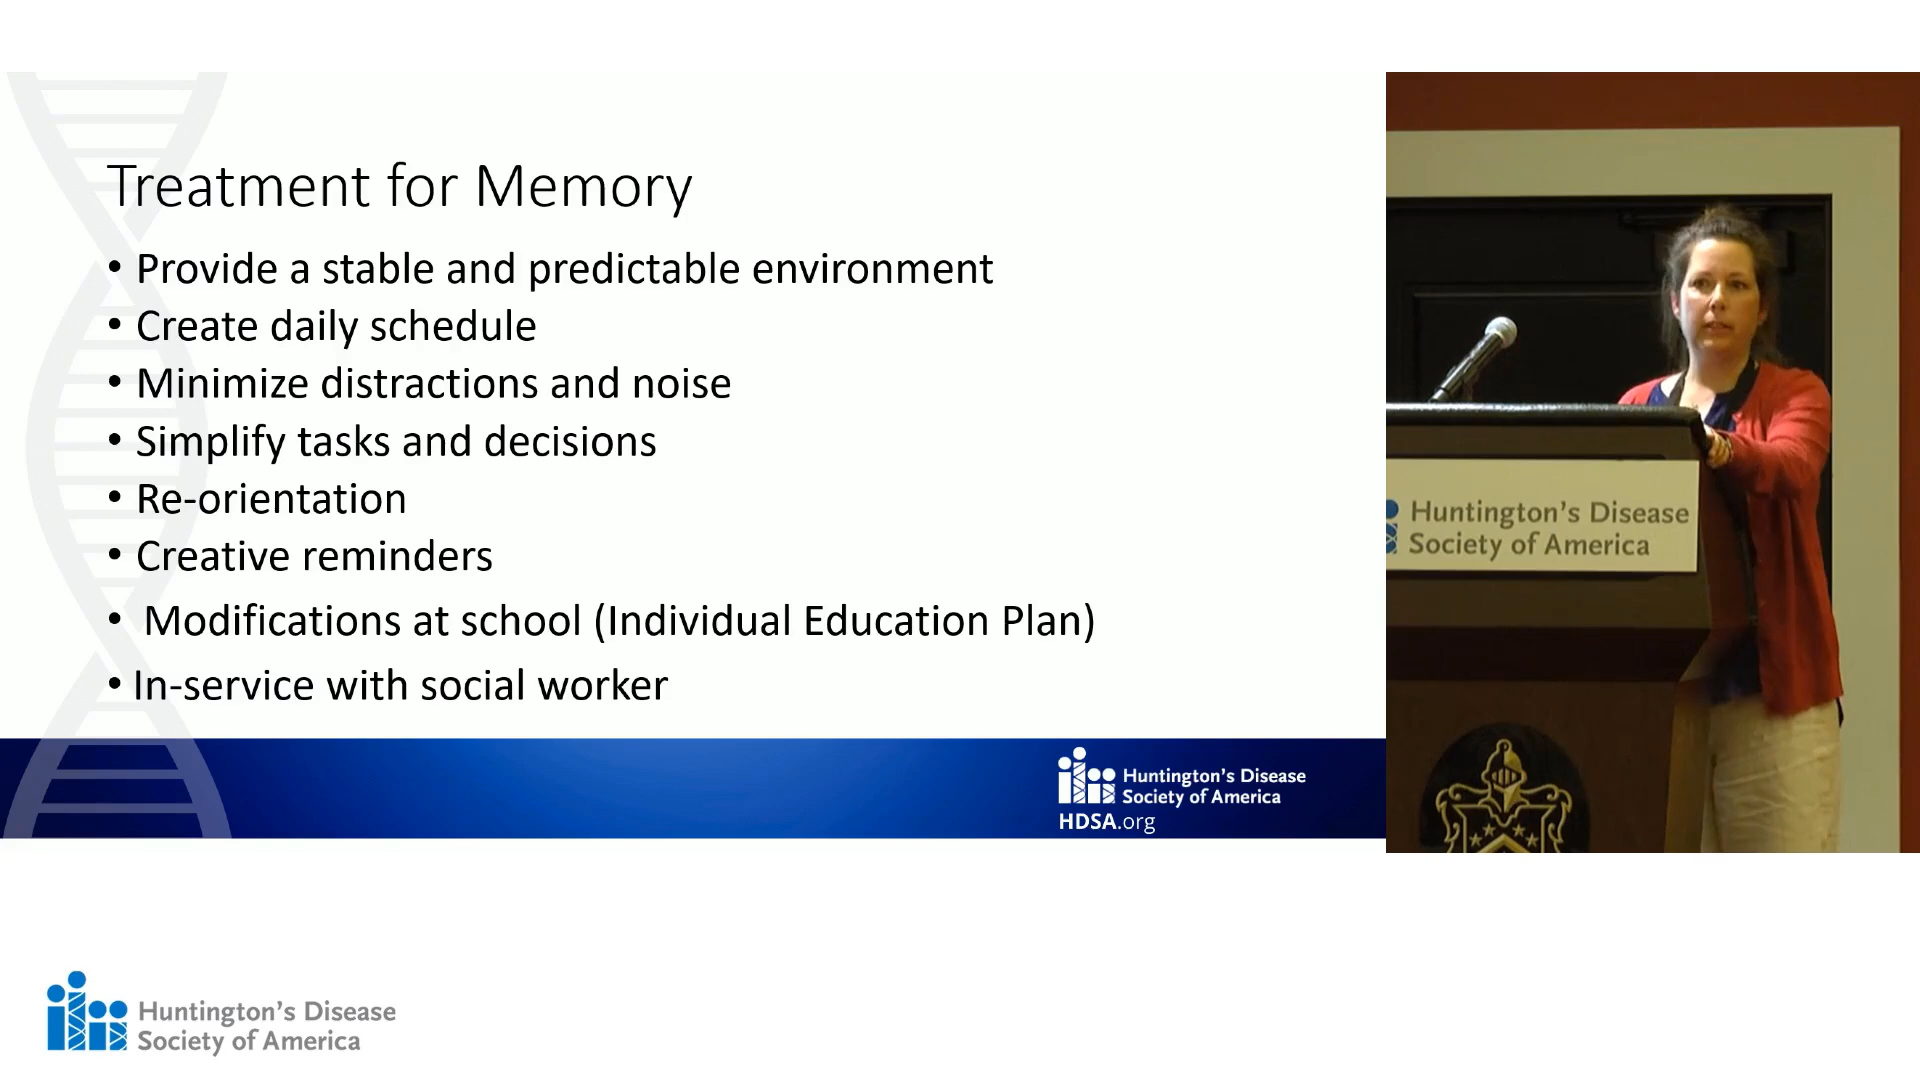 Treatment for Memory
• Provide a stable and predictable environment
• Create daily schedule
• Minimize distractions and noise
• Simplify tasks and decisions
• Re-orientation
• Creative reminders
• Modifications at school (Individual Education Plan)
• In-service with social worker
Huntington's Disease
Society of America
HDSA.org
Huntington's Disease
Society of America
Huntington's Disease
Society of America